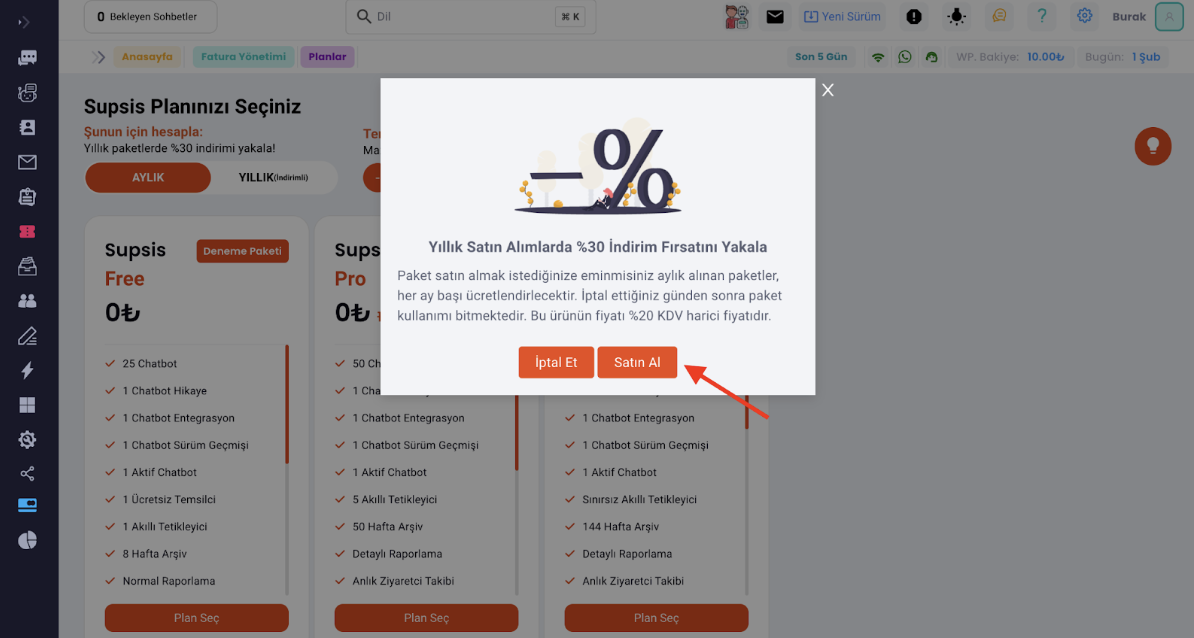 0 Bekleyen Sohbetler
Dil
⌘ K
Yeni Sürüm
Burak
Anasayfa
Fatura Yönetimi
Planlar
Son 5 Gün
WP. Bakiye: 10.00₺
Bugün: 1 Şub
Supsis Planınızı Seçiniz
Şunun için hesapla:
Yıllık paketlerde %30 indirimi yakala!
AYLIK
YILLIK(İndirimli)
X
Yıllık Satın Alımlarda %30 İndirim Fırsatını Yakala
Paket satın almak istediğinize eminmisiniz aylık alınan paketler,
her ay başı ücretlendirlecektir. İptal ettiğiniz günden sonra paket
kullanımı bitmektedir. Bu ürünün fiyatı %20 KDV harici fiyatıdır.
İptal Et
Satın Al
Supsis
Free
Deneme Paketi
0₺
25 Chatbot
1 Chatbot Hikaye
1 Chatbot Entegrasyon
1 Chatbot Sürüm Geçmişi
1 Aktif Chatbot
1 Ücretsiz Temsilci
1 Akıllı Tetikleyici
8 Hafta Arşiv
Normal Raporlama
Plan Seç
Pro
0₺
1 Chatbot Entegrasyon
1 Chatbot Sürüm Geçmişi
1 Aktif Chatbot
5 Akıllı Tetikleyici
50 Hafta Arşiv
Detaylı Raporlama
Anlık Ziyaretci Takibi
Plan Seç
1 Chatbot Entegrasyon
1 Chatbot Sürüm Geçmişi
1 Aktif Chatbot
Sınırsız Akıllı Tetikleyici
144 Hafta Arşiv
Detaylı Raporlama
Anlık Ziyaretci Takibi
Plan Seç